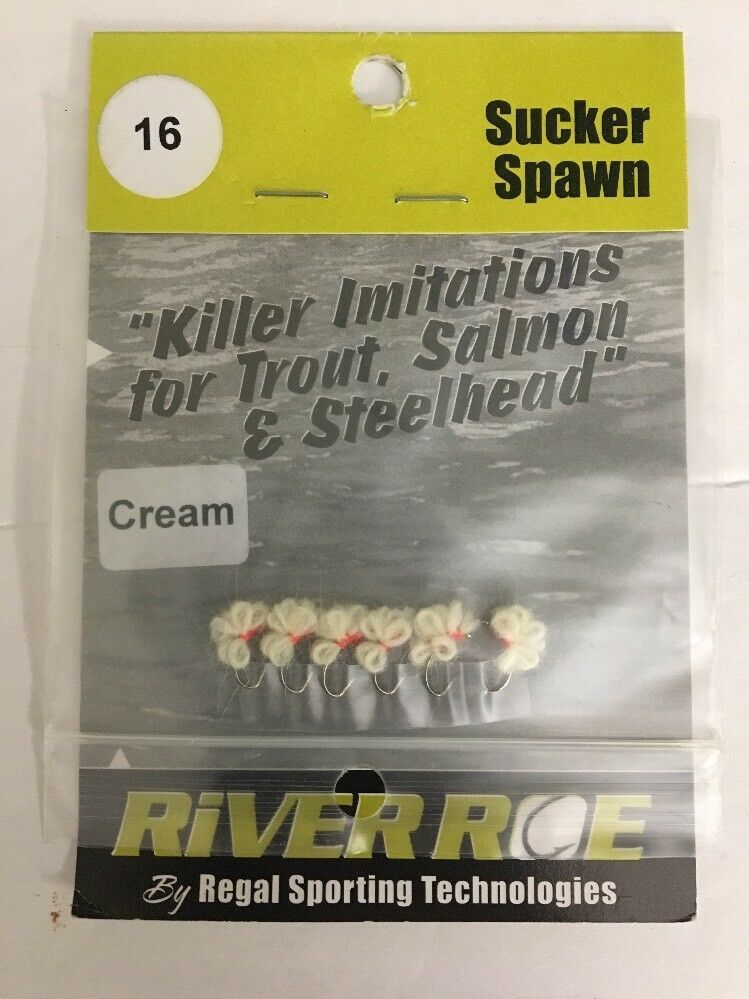 16
Sucker
Spawn
"Killer Imitations
for Trout, Salmon
& Steelhead"
Cream
RiVER ROE
By Regal Sporting Technologies